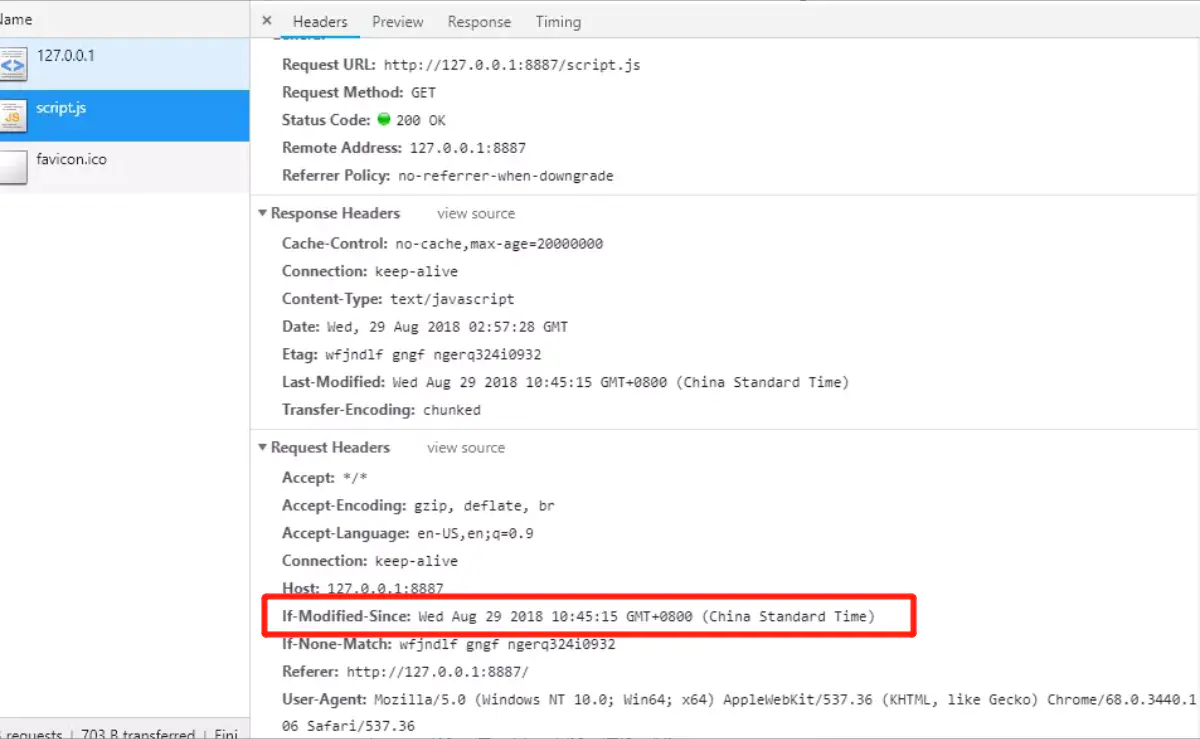 Name
× Headers Preview Response Timing
127.0.0.1
script.js
JS
favicon.ico
General
Request URL: http://127.0.0.1:8887/script.js
Request Method: GET
Status Code: 200 OK
Remote Address: 127.0.0.1:8887
Referrer Policy: no-referrer-when-downgrade
Response Headers view source
Cache-Control: no-cache,max-age=20000000
Connection: keep-alive
Content-Type: text/javascript
Date: Wed, 29 Aug 2018 02:57:28 GMT
Etag: wfjndlf gngf ngerq324i0932
Last-Modified: Wed Aug 29 2018 10:45:15 GMT+0800 (China Standard Time)
Transfer-Encoding: chunked
Request Headers view source
Accept: */*
Accept-Encoding: gzip, deflate, br
Accept-Language: en-US,en;q=0.9
Connection: keep-alive
Host: 127.0.0.1:8887
If-Modified-Since: Wed Aug 29 2018 10:45:15 GMT+0800 (China Standard Time)
If-None-Match: wfjndlf gngf ngerq324i0932
Referer: http://127.0.0.1:8887/
User-Agent: Mozilla/5.0 (Windows NT 10.0; Win64; x64) AppleWebKit/537.36 (KHTML, like Gecko) Chrome/68.0.3440.1
06 Safari/537.36
requests | 703 B transferred | Fini